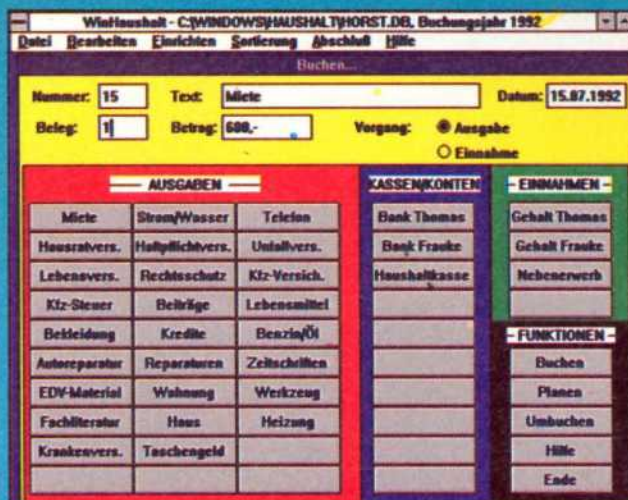 WinHaushalt - C:\WINDOWS\HAUSHALT\HORST.DB, Buchungsjahr 1992
Datei Bearbeiten Einrichten Sortierung Abschluß Hilfe
Buchen...
Nummer: 15 Text: Miete Datum: 15.07.1992
Beleg: 1 Betrag: 600,- Vorgang: Ausgabe
Einnahme
AUSGABEN KASSEN/KONTEN EINNAHMEN
Miete Strom/Wasser Telefon Bank Thomas Gehalt Thomas
Hausratvers. Haftpflichtvers. Unfallvers. Bank Frauke Gehalt Frauke
Lebensvers. Rechtsschutz Kfz-Versich. Haushaltkasse Nebenerwerb
Kfz-Steuer Beiträge Lebensmittel
Bekleidung Kredite Benzin/Öl FUNKTIONEN
Autoreparatur Reparaturen Zeitschriften Buchen
EDV-Material Wohnung Werkzeug Planen
Fachliteratur Haus Heizung Umbuchen
Krankenvers. Taschengeld Hilfe
Ende